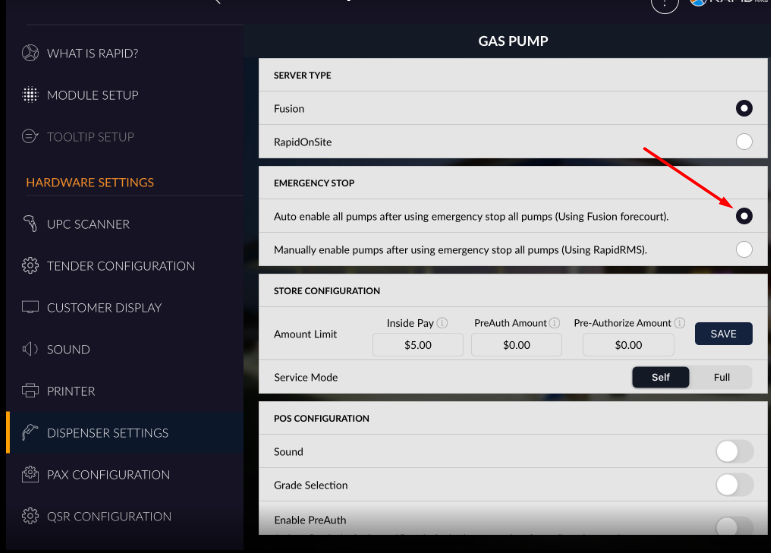 WHAT IS RAPID?
MODULE SETUP
TOOLTIP SETUP
HARDWARE SETTINGS
UPC SCANNER
TENDER CONFIGURATION
CUSTOMER DISPLAY
SOUND
PRINTER
DISPENSER SETTINGS
PAX CONFIGURATION
QSR CONFIGURATION
GAS PUMP
SERVER TYPE
Fusion
RapidOnSite
EMERGENCY STOP
Auto enable all pumps after using emergency stop all pumps (Using Fusion forecourt).
Manually enable pumps after using emergency stop all pumps (Using RapidRMS).
STORE CONFIGURATION
Amount Limit
Inside Pay
$5.00
PreAuth Amount
$0.00
Pre-Authorize Amount
$0.00
SAVE
Service Mode
Self
Full
POS CONFIGURATION
Sound
Grade Selection
Enable PreAuth